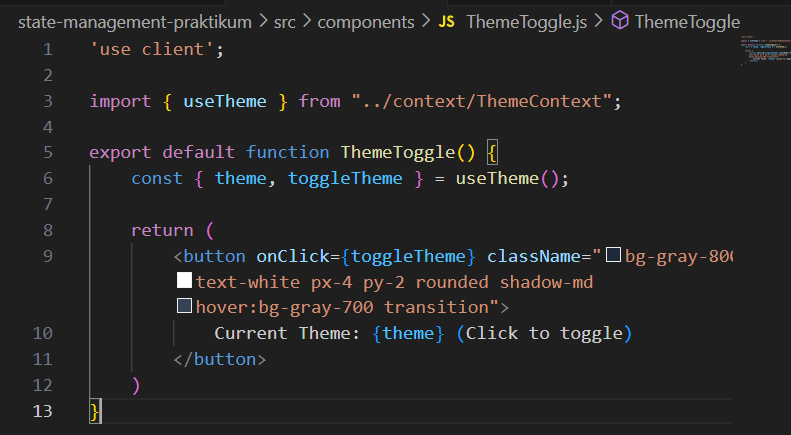 state-management-praktikum > src > components > JS ThemeToggle.js > ThemeToggle
1 'use client';
2
3 import { useTheme } from "../context/ThemeContext";
4
5 export default function ThemeToggle() {
6 const { theme, toggleTheme } = useTheme();
7
8 return (
9 <button onClick={toggleTheme} className="bg-gray-800
text-white px-4 py-2 rounded shadow-md
hover:bg-gray-700 transition">
10 Current Theme: {theme} (Click to toggle)
11 </button>
12 )
13 }